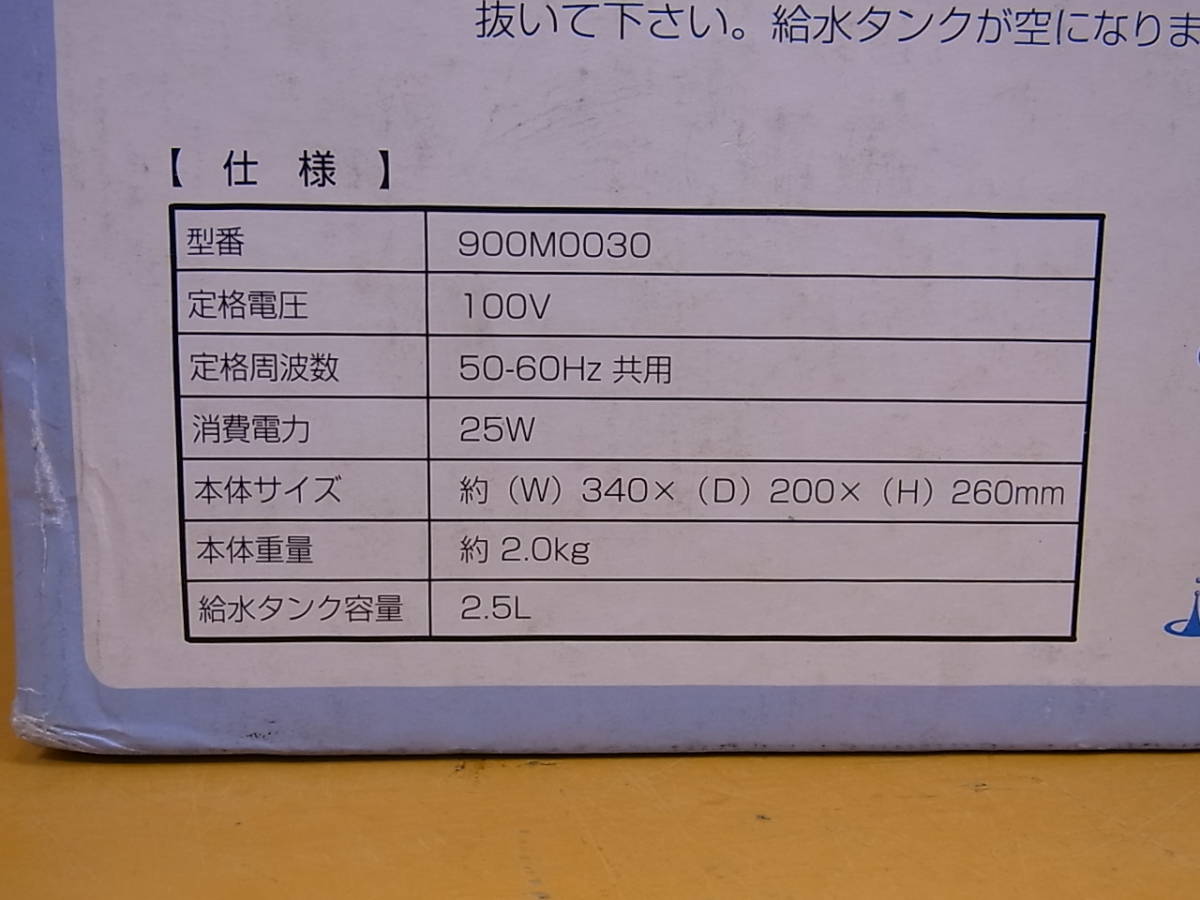 抜いて下さい。給水タンクが空になりま
【 仕 様 】
型番 900M0030
定格電圧 100V
定格周波数 50-60Hz 共用
消費電力 25W
本体サイズ 約（W）340×（D）200×（H）260mm
本体重量 約 2.0kg
給水タンク容量 2.5L